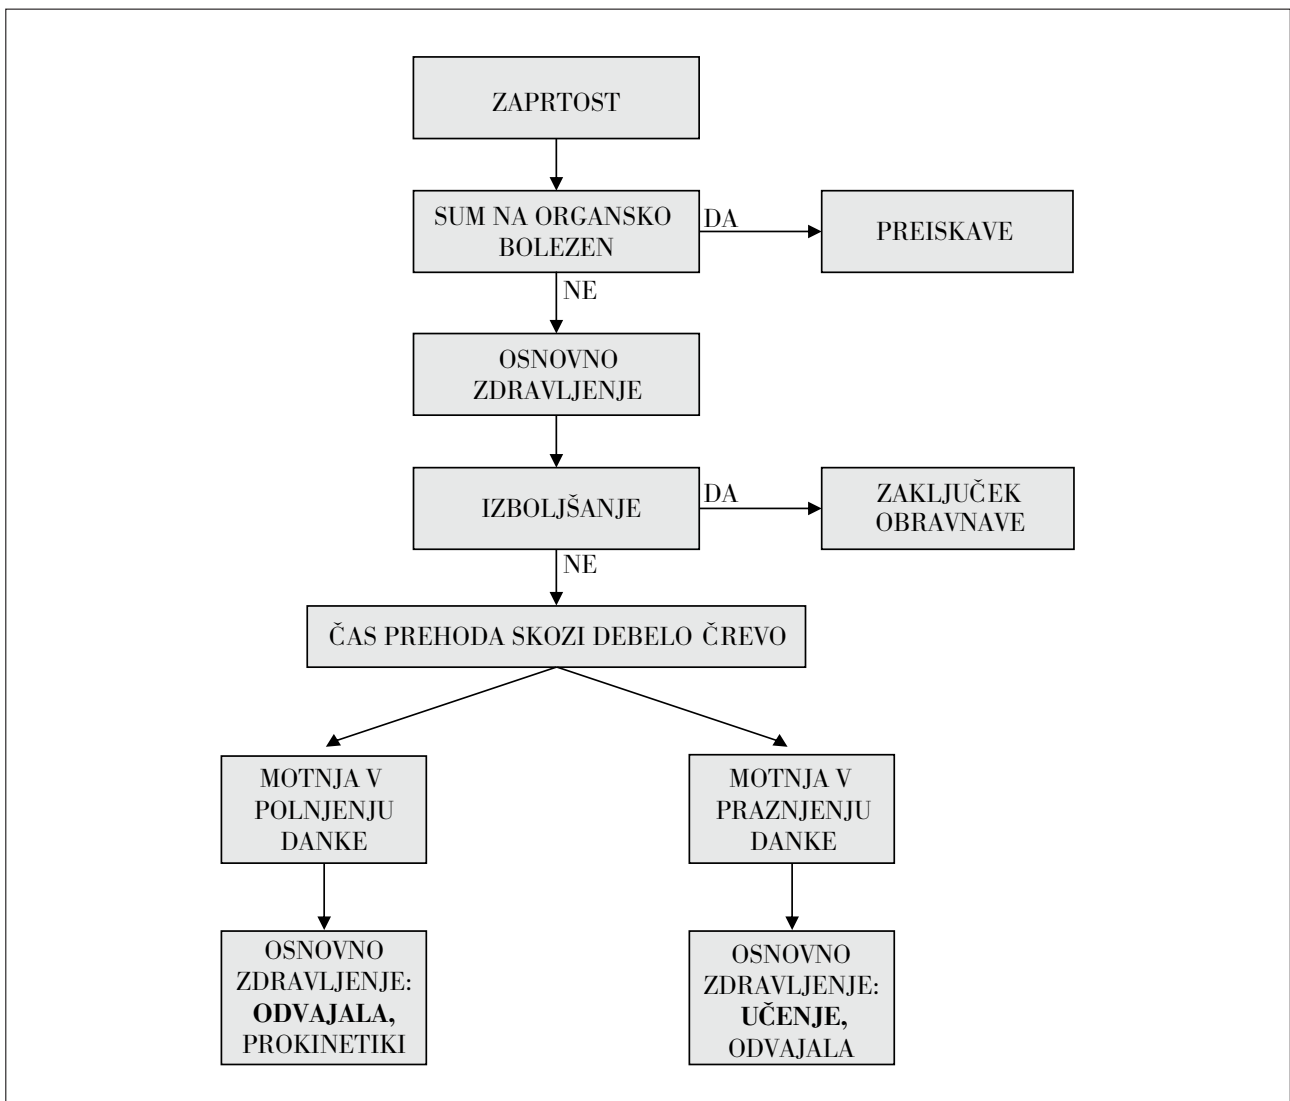 ZAPRTOST
SUM NA ORGANSKO
BOLEZEN
DA
PREISKAVE
NE
OSNOVNO
ZDRAVLJENJE
IZBOLJŠANJE
DA
ZAKLJUČEK
OBRAVNAVE
NE
ČAS PREHODA SKOZI DEBELO ČREVO
MOTNJA V
POLNJENJU
DANKE
MOTNJA V
PRAZNJENJU
DANKE
OSNOVNO
ZDRAVLJENJE:
ODVAJALA,
PROKINETIKI
OSNOVNO
ZDRAVLJENJE:
UČENJE,
ODVAJALA